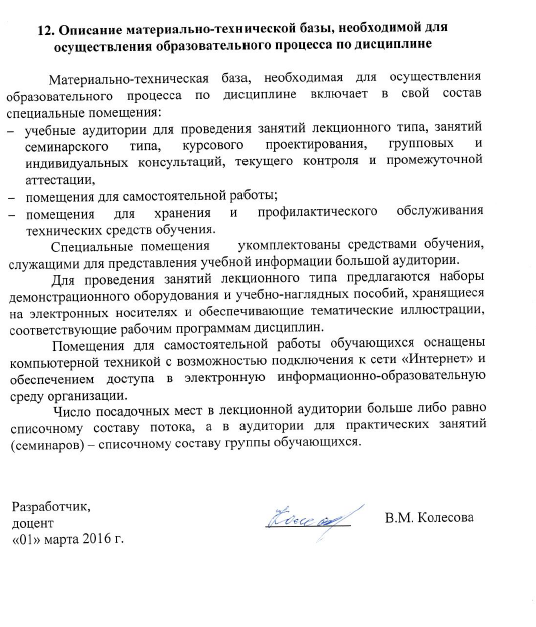 12. Описание материально-технической базы, необходимой для
осуществления образовательного процесса по дисциплине
Материально-техническая база, необходимая для осуществления
образовательного процесса по дисциплине включает в свой состав
специальные помещения:
– учебные аудитории для проведения занятий лекционного типа, занятий
семинарского типа, курсового проектирования, групповых и
индивидуальных консультаций, текущего контроля и промежуточной
аттестации,
– помещения для самостоятельной работы;
– помещения для хранения и профилактического обслуживания
технических средств обучения.
Специальные помещения укомплектованы средствами обучения,
служащими для представления учебной информации большой аудитории.
Для проведения занятий лекционного типа предлагаются наборы
демонстрационного оборудования и учебно-наглядных пособий, хранящиеся
на электронных носителях и обеспечивающие тематические иллюстрации,
соответствующие рабочим программам дисциплин.
Помещения для самостоятельной работы обучающихся оснащены
компьютерной техникой с возможностью подключения к сети «Интернет» и
обеспечением доступа в электронную информационно-образовательную
среду организации.
Число посадочных мест в лекционной аудитории больше либо равно
списочному составу потока, а в аудитории для практических занятий
(семинаров) – списочному составу группы обучающихся.
Разработчик,
доцент В.М. Колесова
«01» марта 2016 г.